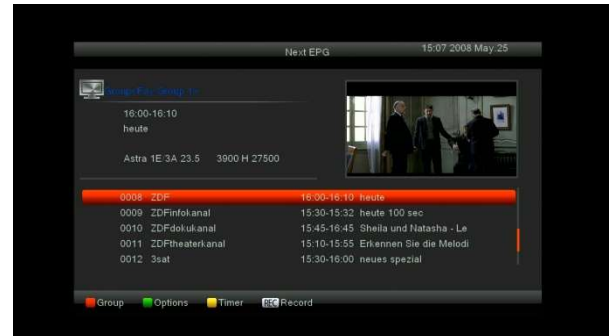 Next EPG
15:07 2008 May.25
16:00-16:10
heute
Astra 1E/3A 23.5 3900 H 27500
0008 ZDF 16:00-16:10 heute
0009 ZDFinfokanal 15:30-15:32 heute 100 sec
0010 ZDFdokukanal 15:45-16:45 Sheila und Natasha - Le
0011 ZDFtheaterkanal 15:10-15:55 Erkennen Sie die Melodi
0012 3sat 15:30-16:00 neues spezial
Group Options Timer REC Record